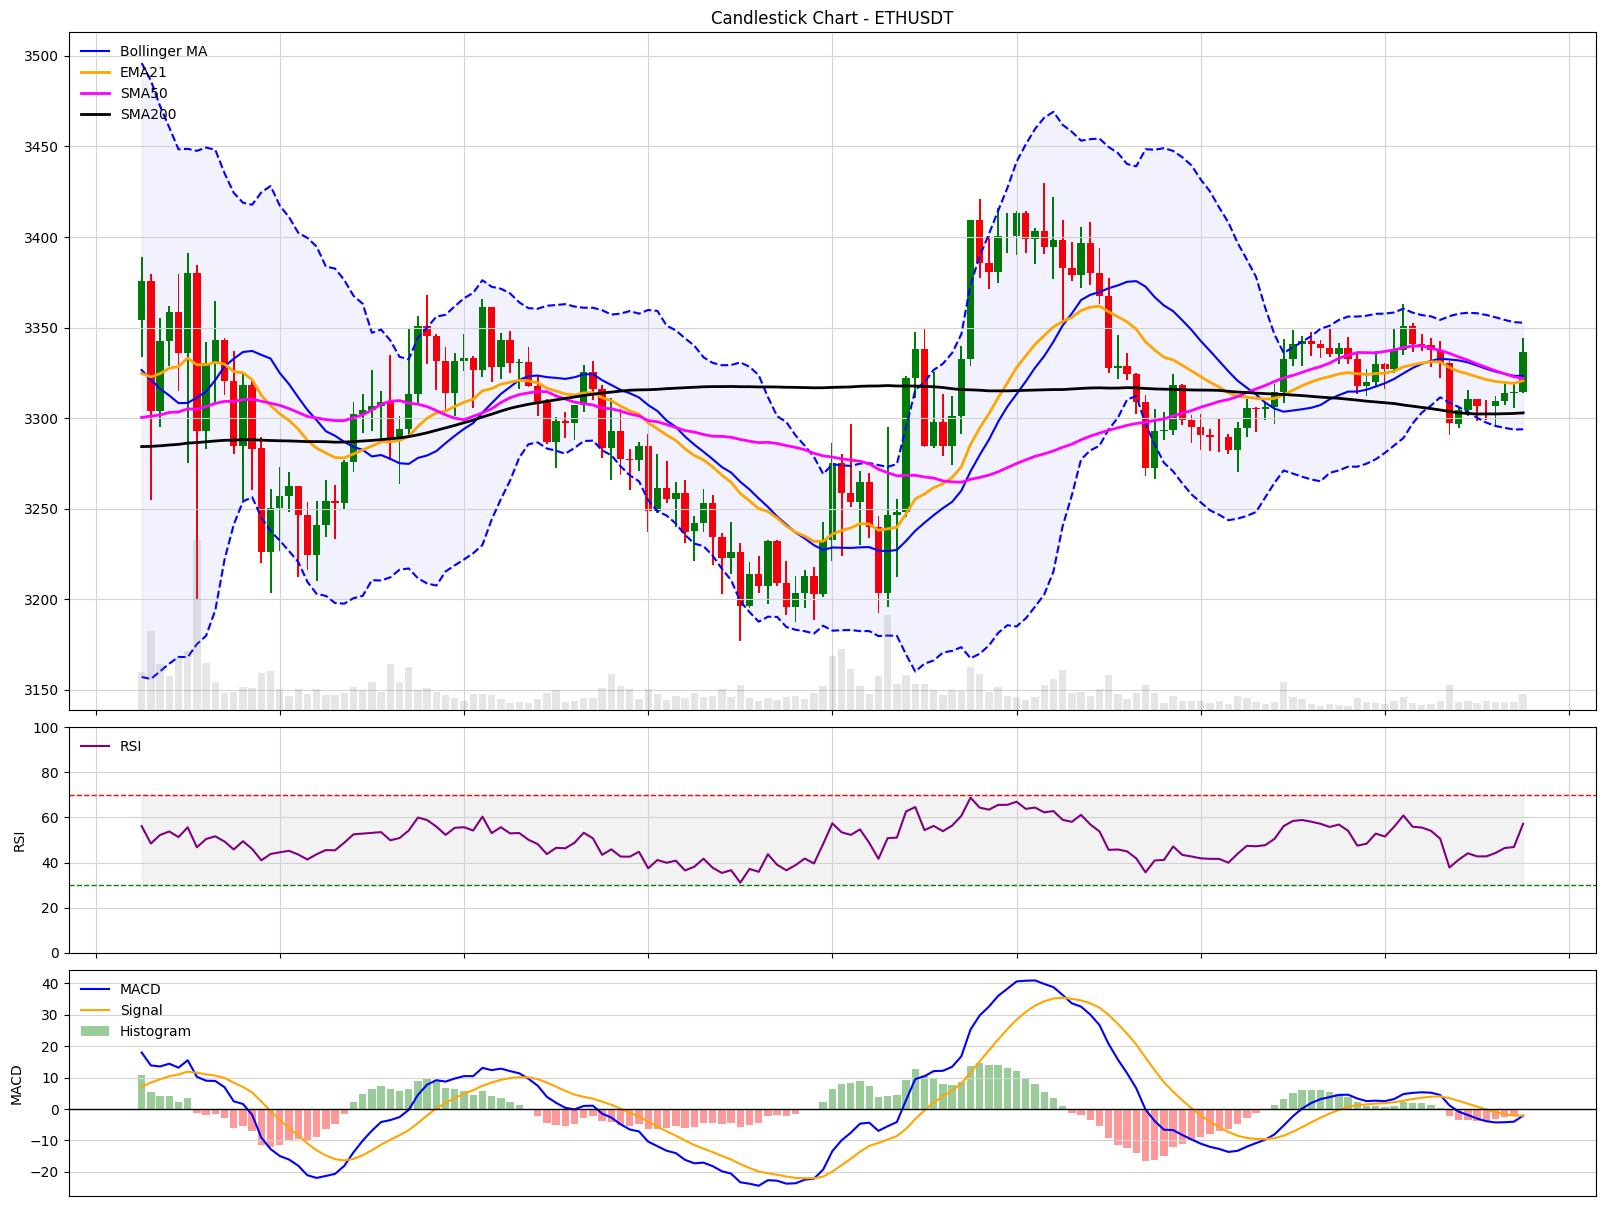 Candlestick Chart - ETHUSDT
Bollinger MA
EMA21
SMA50
SMA200
3500
3450
3400
3350
3300
3250
3200
3150
RSI
100
80
60
40
20
0
RSI
MACD
Signal
Histogram
40
30
20
10
0
−10
−20
MACD